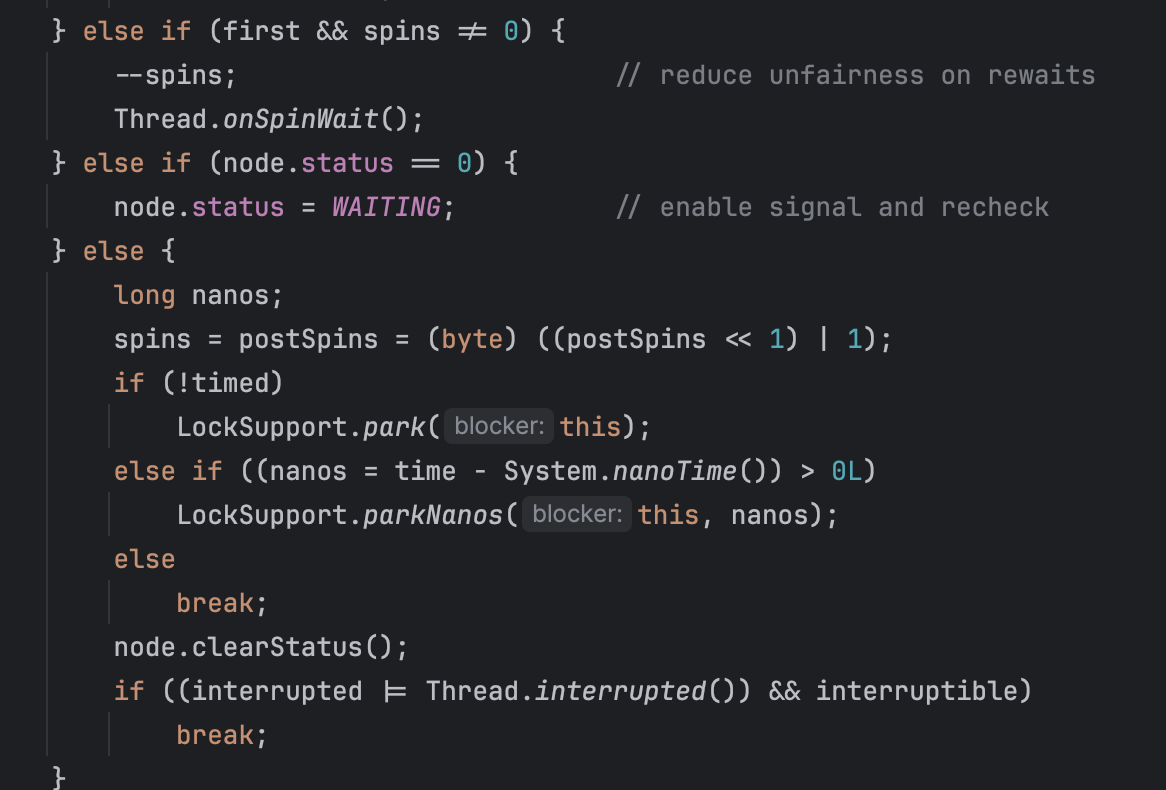 } else if (first && spins != 0) {
--spins; // reduce unfairness on rewaits
Thread.onSpinWait();
} else if (node.status == 0) {
node.status = WAITING; // enable signal and recheck
} else {
long nanos;
spins = postSpins = (byte) ((postSpins << 1) | 1);
if (!timed)
LockSupport.park( blocker: this);
else if ((nanos = time - System.nanoTime()) > 0L)
LockSupport.parkNanos( blocker: this, nanos);
else
break;
node.clearStatus();
if ((interrupted |= Thread.interrupted()) && interruptible)
break;
}